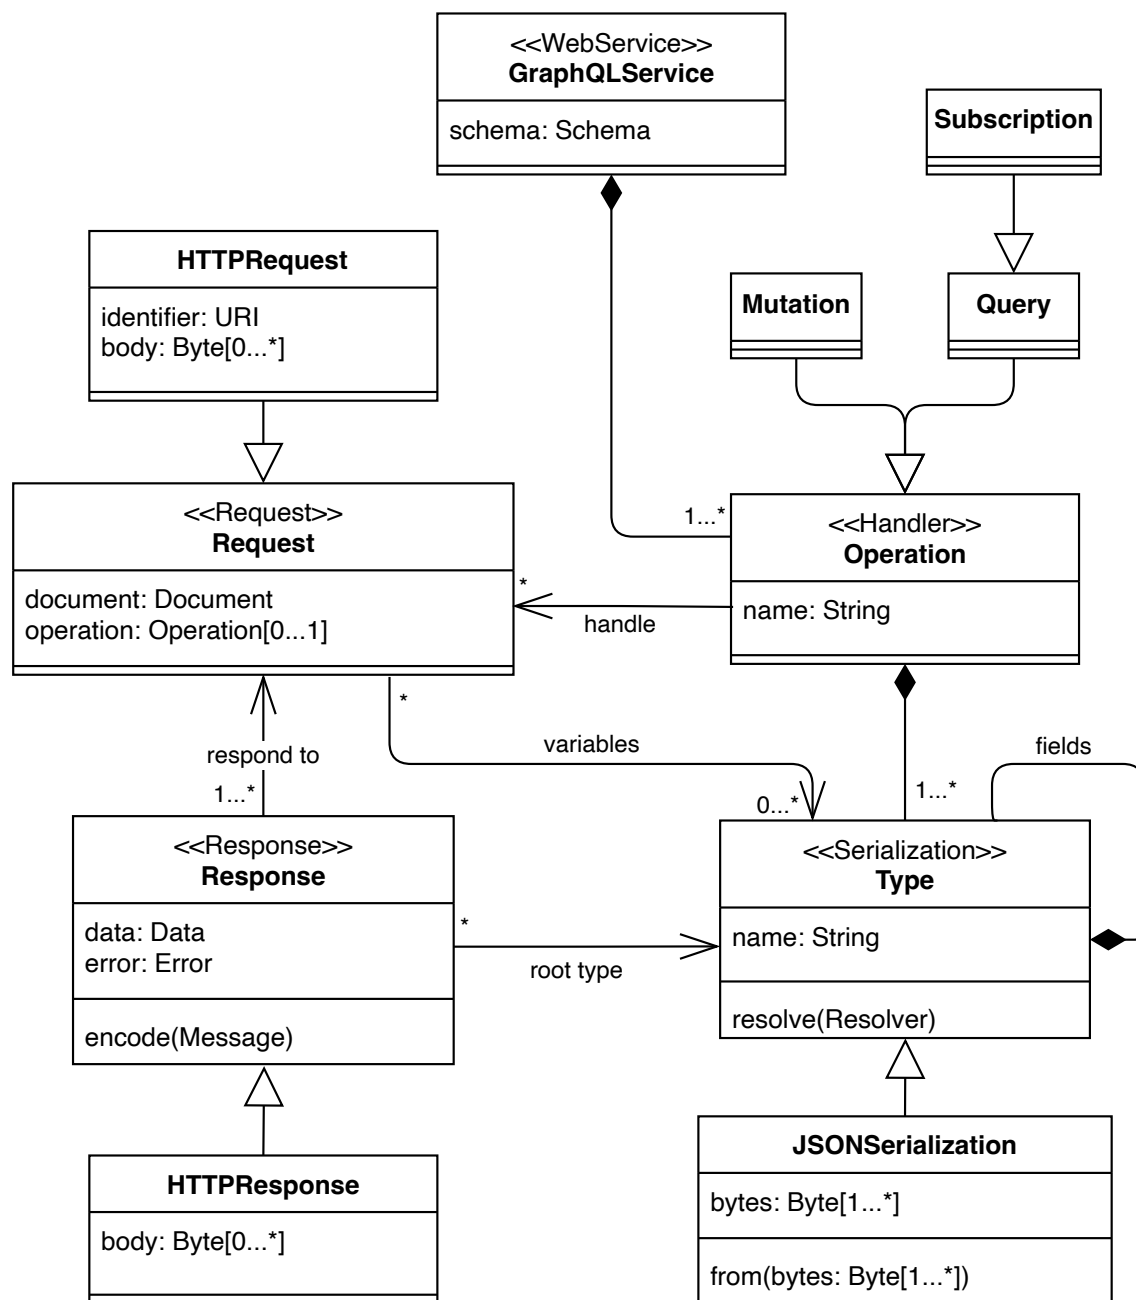 <<WebService>>
GraphQLService
schema: Schema
Subscription
HTTPRequest
identifier: URI
body: Byte[0...*]
Mutation
Query
<<Request>>
Request
document: Document
operation: Operation[0...1]
1...*
<<Handler>>
Operation
name: String
*
handle
*
variables
fields
respond to
1...*
0...*
1...*
<<Response>>
Response
data: Data
error: Error
encode(Message)
*
root type
<<Serialization>>
Type
name: String
resolve(Resolver)
HTTPResponse
body: Byte[0...*]
JSONSerialization
bytes: Byte[1...*]
from(bytes: Byte[1...*])